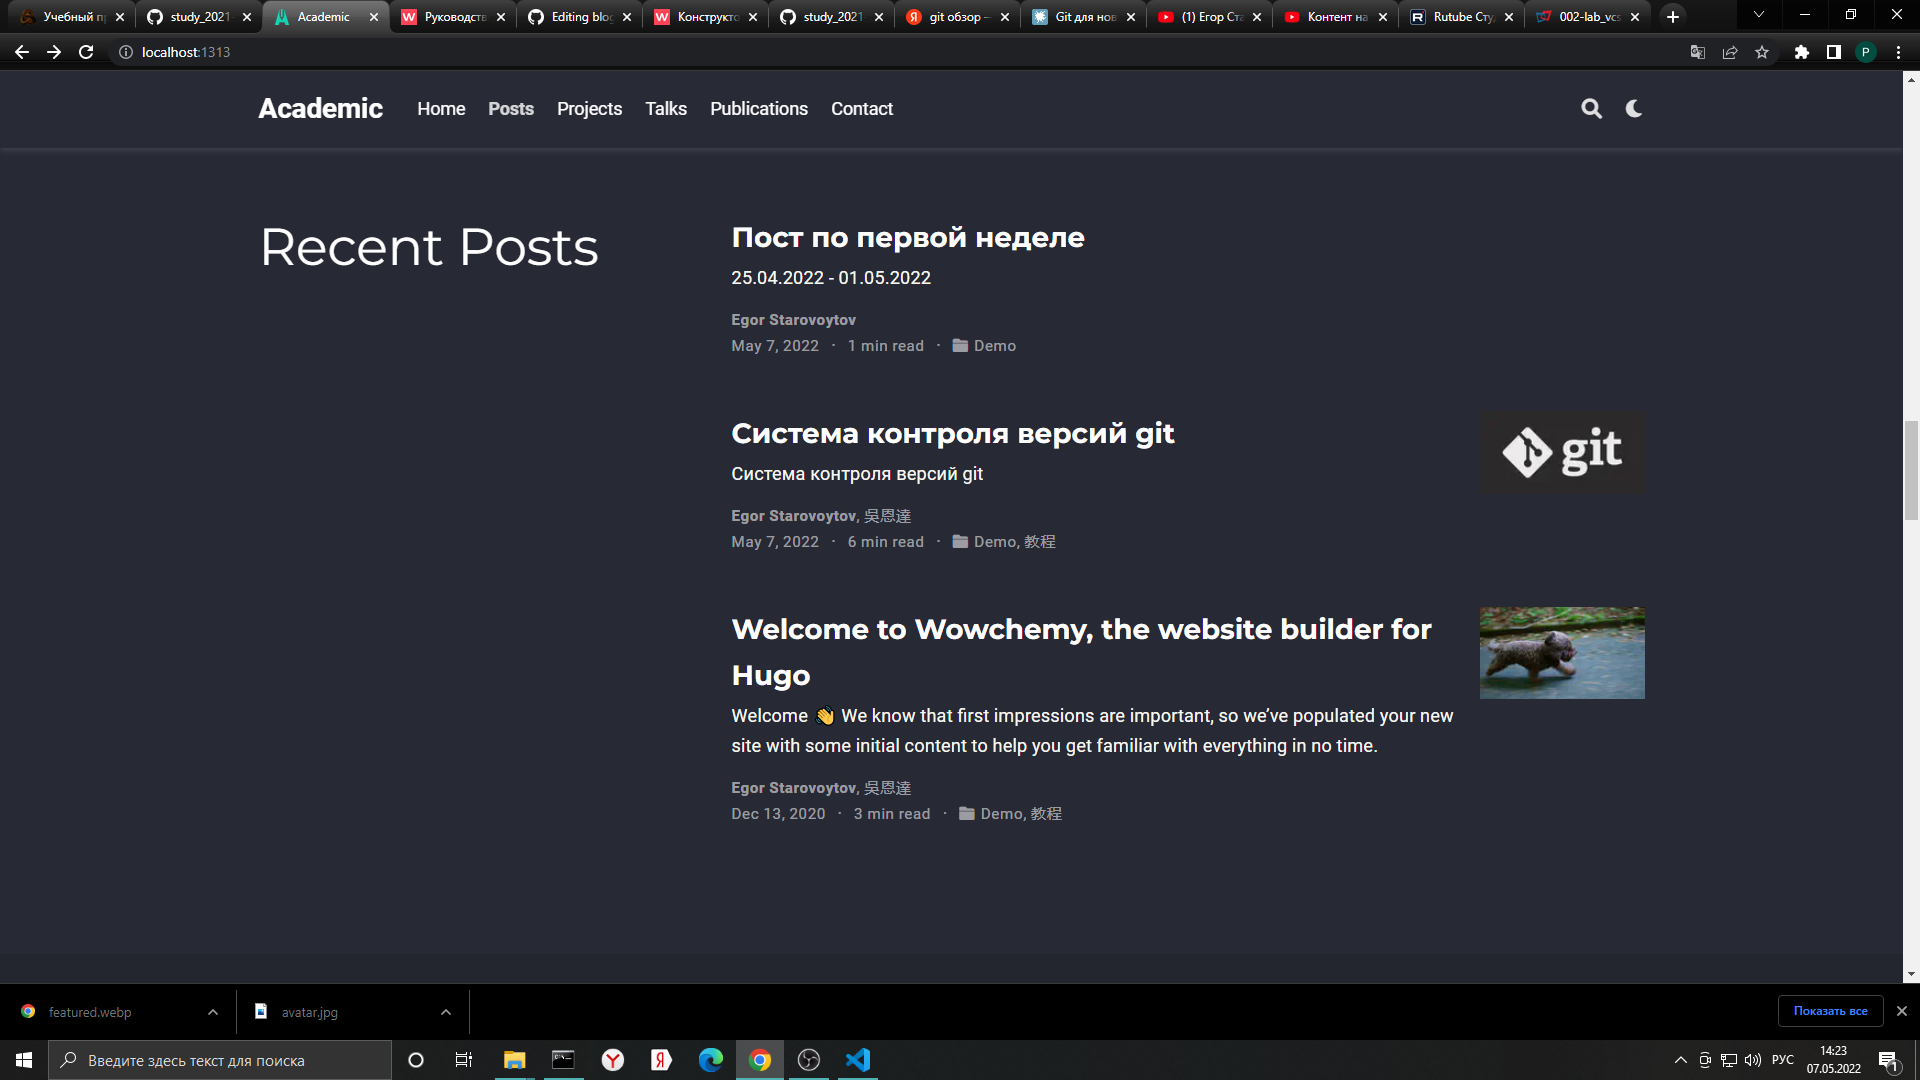 Учебный п
study_2021
Academic
Руководств
Editing blo
Конструкто
study_2021
git обзор –
Git для нов
(1) Егор Ста
Контент на
Rutube Сту
002-lab_vcs
localhost:1313
P
Academic
Home
Posts
Projects
Talks
Publications
Contact
Recent Posts
Пост по первой неделе
25.04.2022 - 01.05.2022
Egor Starovoytov
May 7, 2022 · 1 min read · Demo
Система контроля версий git
Система контроля версий git
Egor Starovoytov, 吳恩達
May 7, 2022 · 6 min read · Demo, 教程
git
Welcome to Wowchemy, the website builder for
Hugo
Welcome 👋 We know that first impressions are important, so we’ve populated your new
site with some initial content to help you get familiar with everything in no time.
Egor Starovoytov, 吳恩達
Dec 13, 2020 · 3 min read · Demo, 教程
featured.webp
avatar.jpg
Показать все
Введите здесь текст для поиска
РУС
14:23
07.05.2022
1